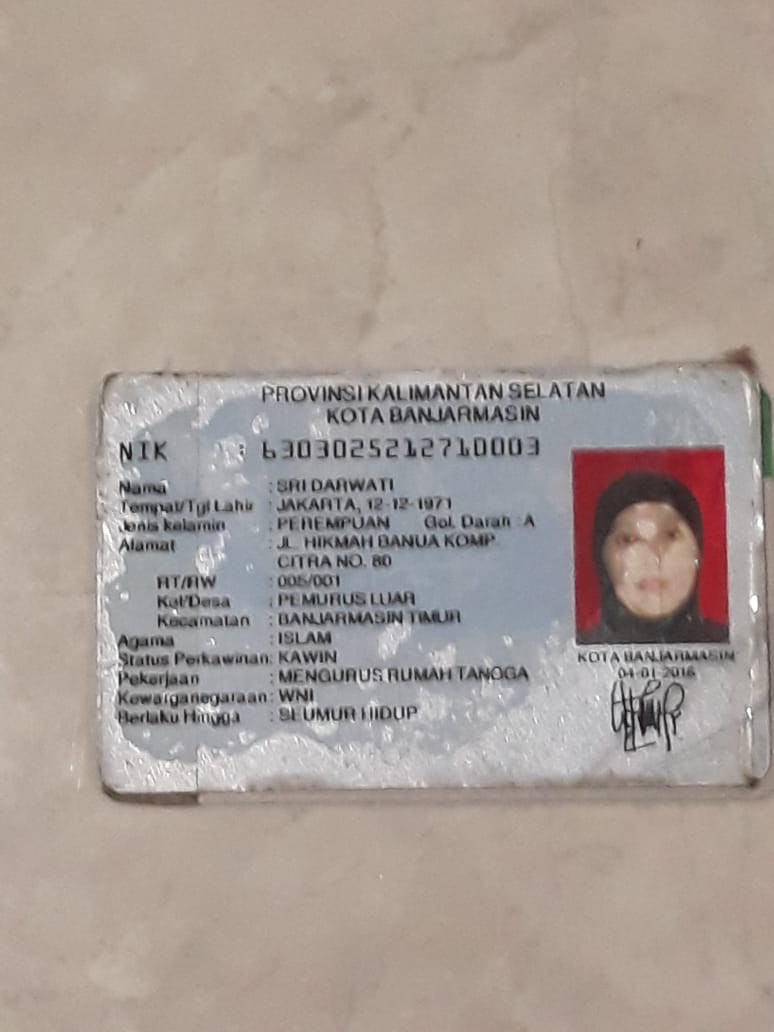 PROVINSI KALIMANTAN SELATAN
KOTA BANJARMASIN
NIK : 6303025212710003
Nama : SRI DARWATI
Tempat/Tgl Lahir : JAKARTA, 12-12-1971
Jenis kelamin : PEREMPUAN Gol. Darah : A
Alamat : JL. HIKMAH BANUA KOMP.
CITRA NO. 80
RT/RW : 005/001
Kel/Desa : PEMURUS LUAR
Kecamatan : BANJARMASIN TIMUR
Agama : ISLAM
Status Perkawinan: KAWIN
Pekerjaan : MENGURUS RUMAH TANGGA
Kewarganegaraan: WNI
Berlaku Hingga : SEUMUR HIDUP
KOTA BANJARMASIN
04-01-2016